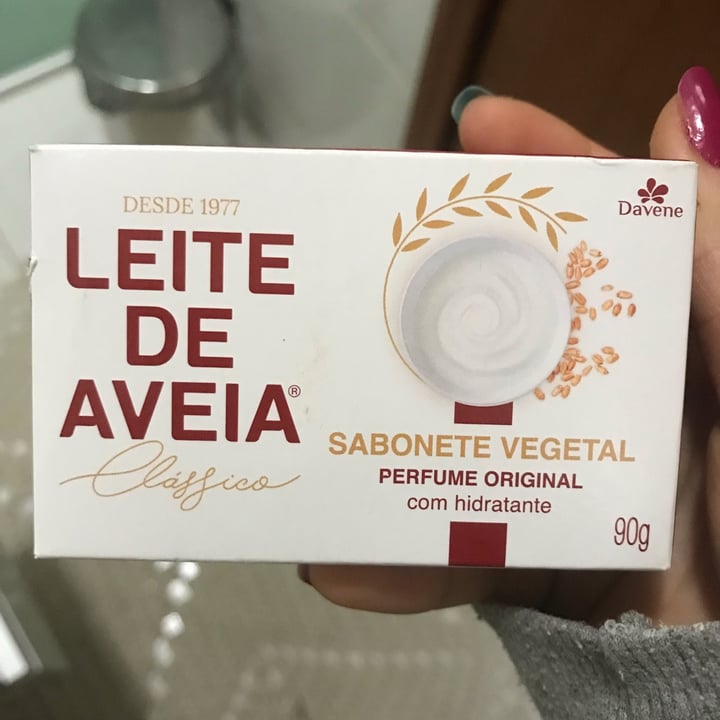 DESDE 1977
LEITE
DE
AVEIA®
Clássico
Davene
SABONETE VEGETAL
PERFUME ORIGINAL
com hidratante
90g